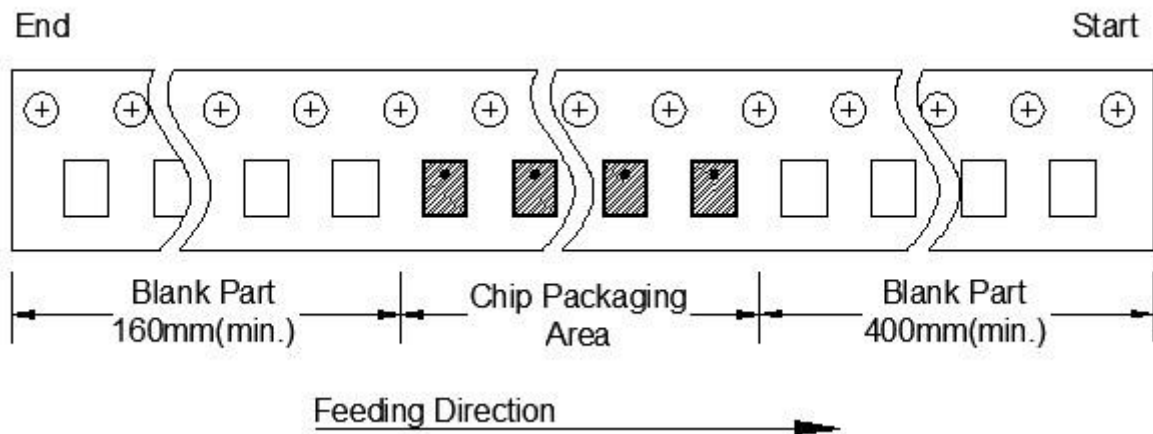 End
Start
Blank Part
160mm(min.)
Chip Packaging
Area
Blank Part
400mm(min.)
Feeding Direction